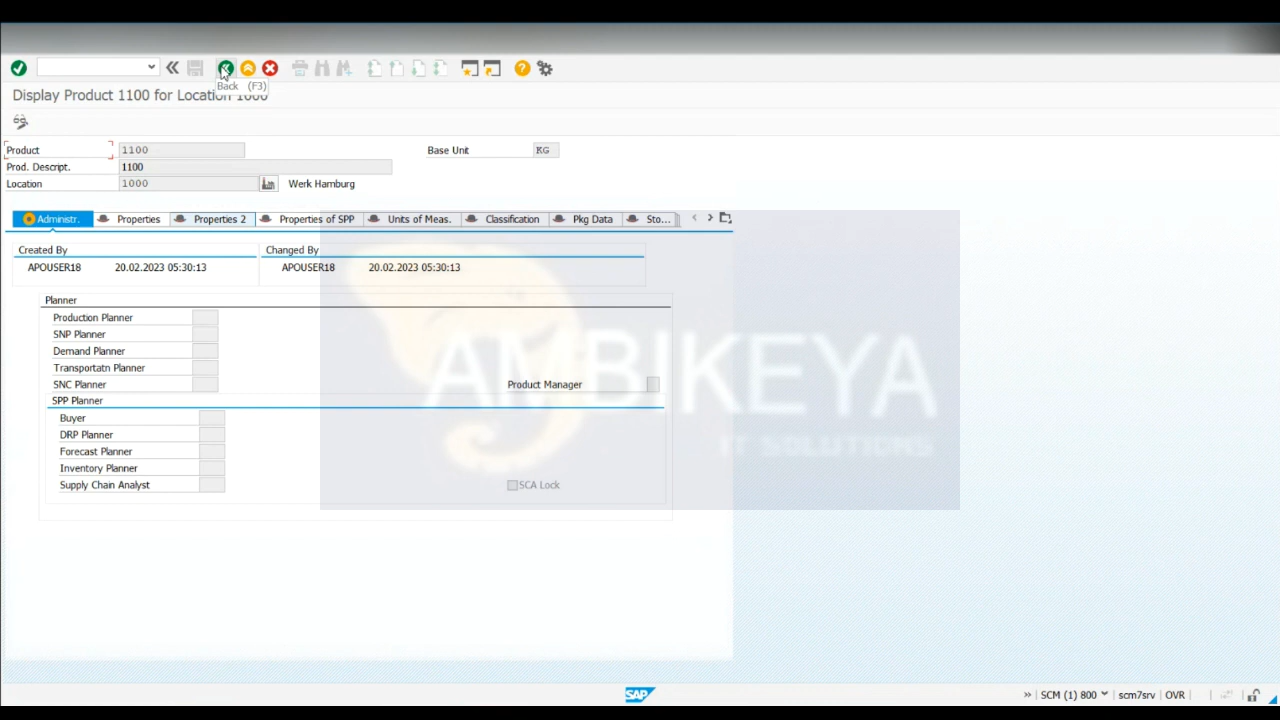 Back (F3)
Display Product 1100 for Location 1000
Product 1100 Base Unit KG
Prod. Descript. 1100
Location 1000 Werk Hamburg
Administr. Properties Properties 2 Properties of SPP Units of Meas. Classification Pkg Data Sto...
Created By Changed By
APOUSER18 20.02.2023 05:30:13 APOUSER18 20.02.2023 05:30:13
Planner
Production Planner
SNP Planner
Demand Planner
Transportatn Planner
SNC Planner Product Manager
SPP Planner
Buyer
DRP Planner
Forecast Planner
Inventory Planner
Supply Chain Analyst SCA Lock
AMBIKEYA
IT SOLUTIONS
SAP SCM (1) 800 scm7srv OVR